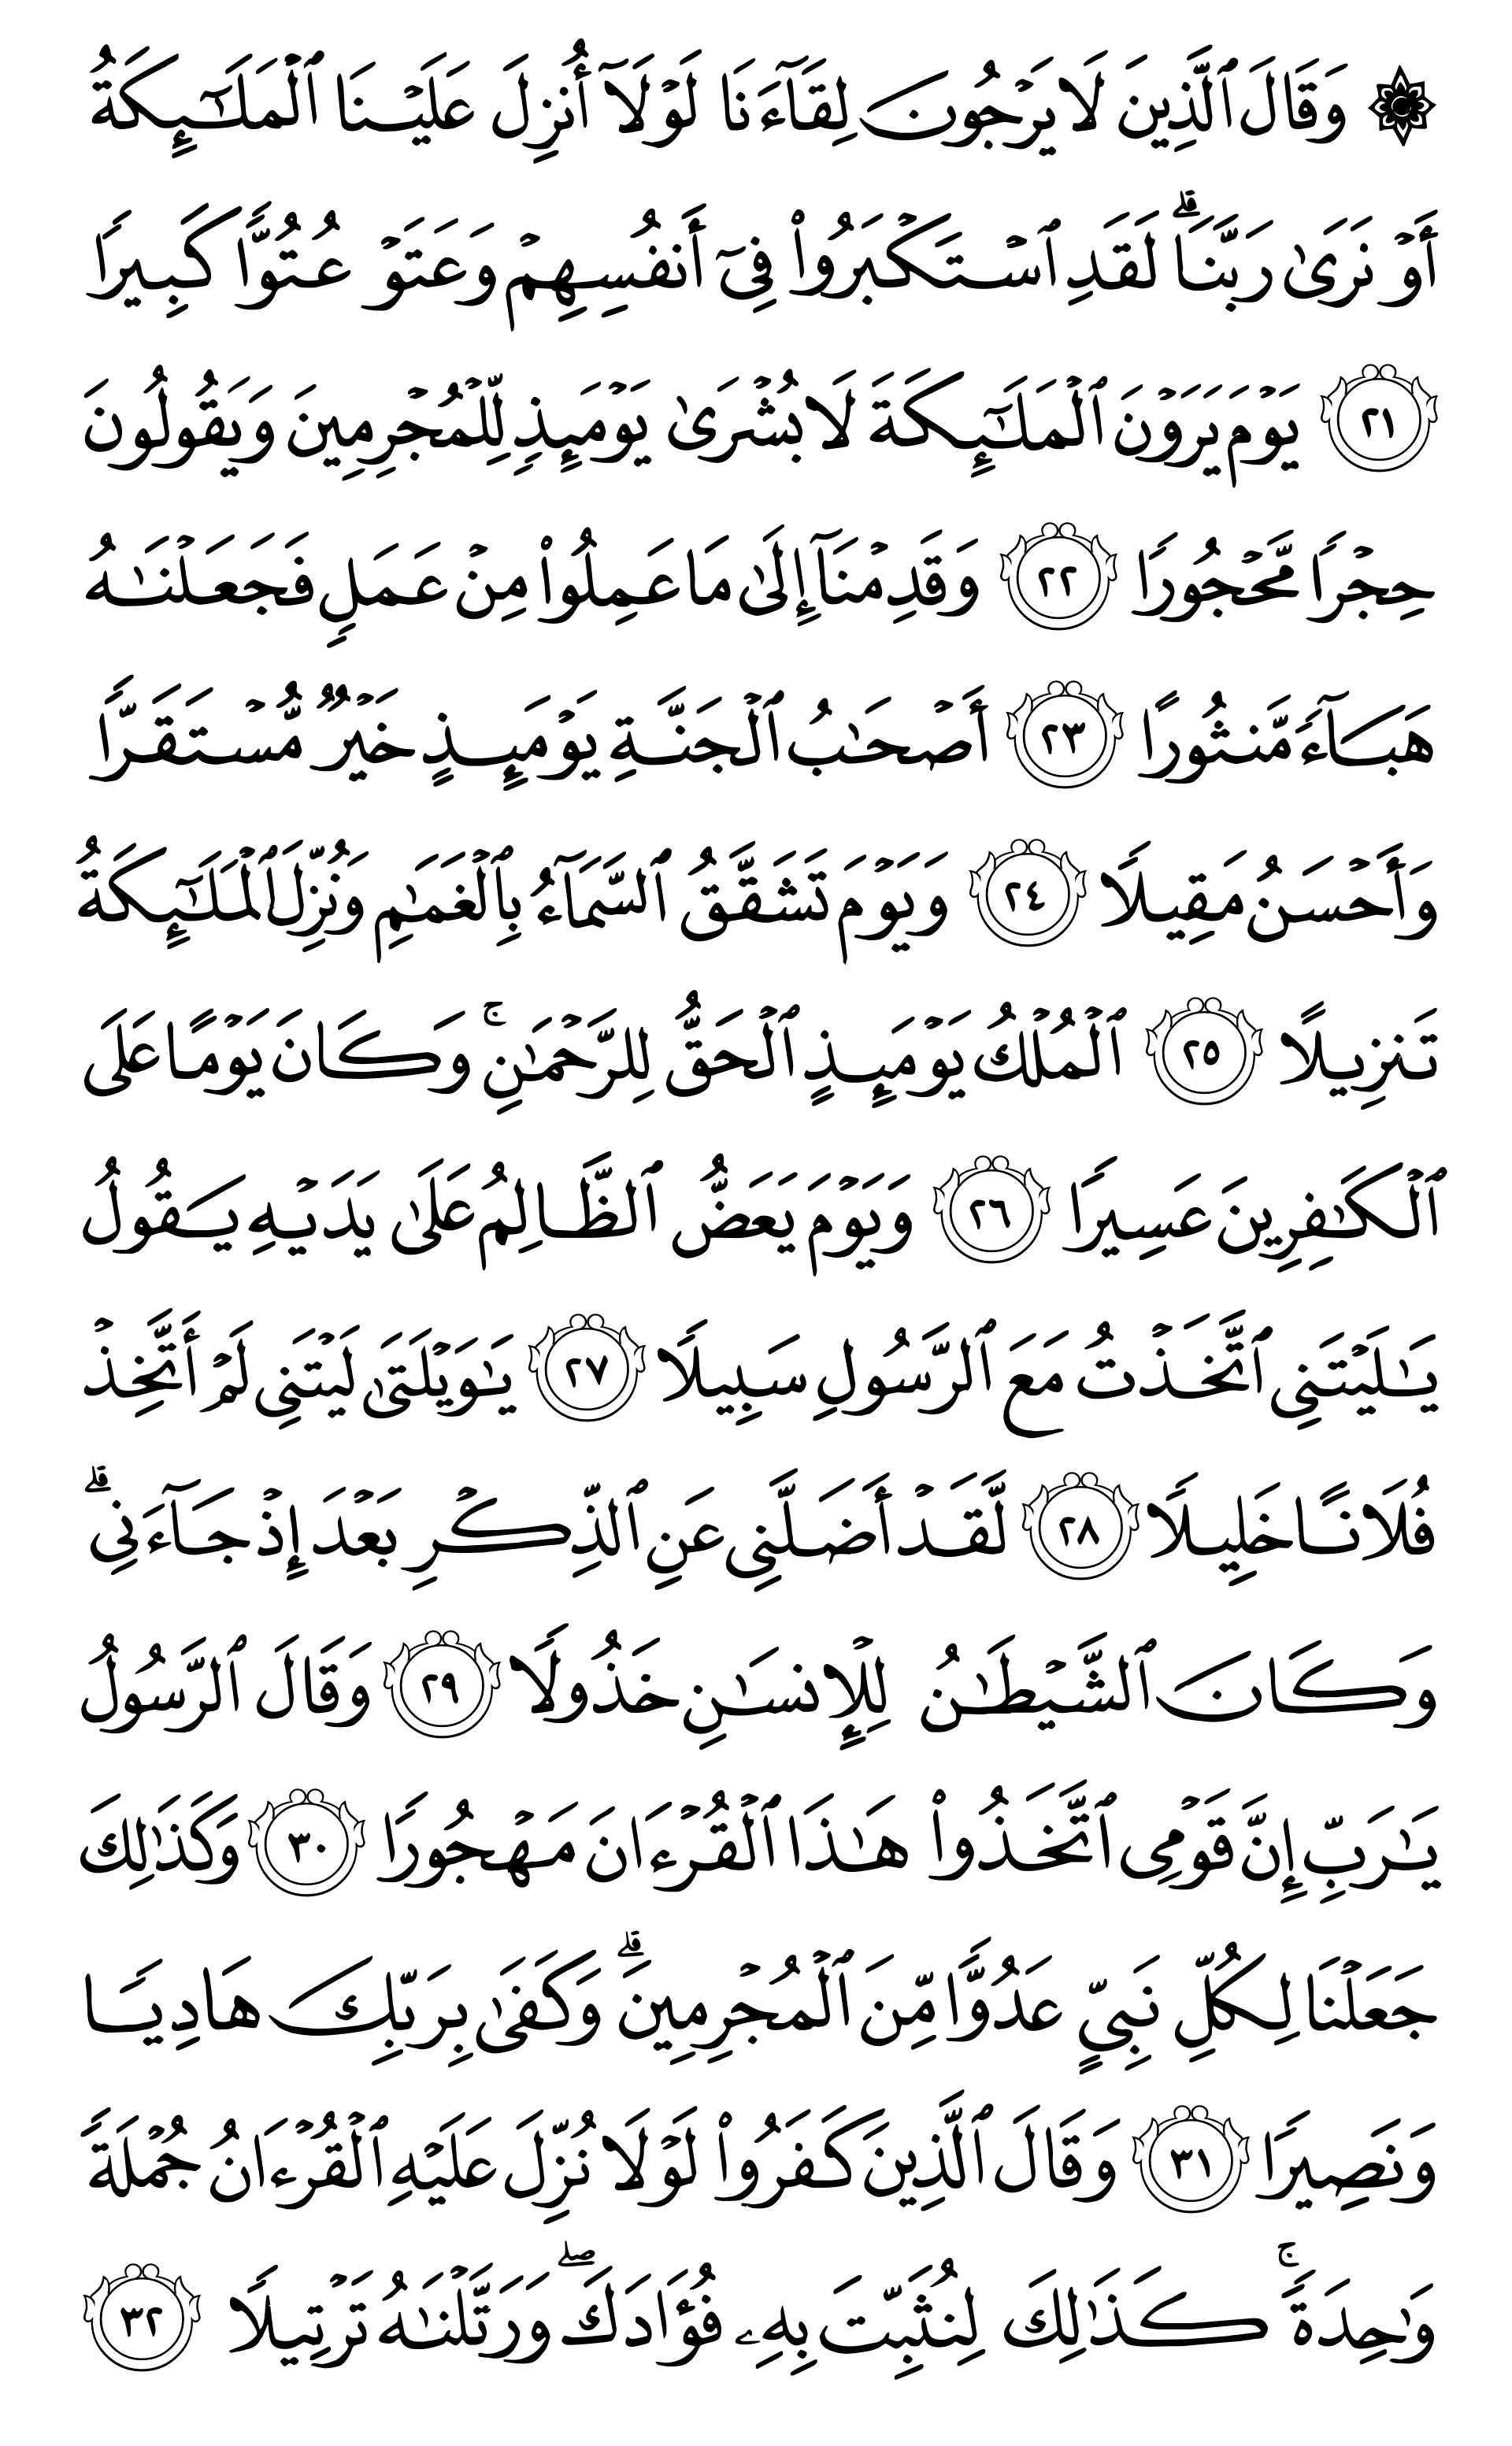 ۞ وَقَالَ ٱلَّذِينَ لَا يَرۡجُونَ لِقَآءَنَا لَوۡلَآ أُنزِلَ عَلَيۡنَا ٱلۡمَلَـٰٓئِكَةُ
أَوۡ نَرَىٰ رَبَّنَاۗ لَقَدِ ٱسۡتَكۡبَرُواْ فِيٓ أَنفُسِهِمۡ وَعَتَوۡ عُتُوّٗا كَبِيرٗا
٢١ يَوۡمَ يَرَوۡنَ ٱلۡمَلَـٰٓئِكَةَ لَا بُشۡرَىٰ يَوۡمَئِذٖ لِّلۡمُجۡرِمِينَ وَيَقُولُونَ
حِجۡرٗا مَّحۡجُورٗا ٢٢ وَقَدِمۡنَآ إِلَىٰ مَا عَمِلُواْ مِنۡ عَمَلٖ فَجَعَلۡنَٰهُ
هَبَآءٗ مَّنثُورًا ٢٣ أَصۡحَٰبُ ٱلۡجَنَّةِ يَوۡمَئِذٍ خَيۡرٞ مُّسۡتَقَرّٗا
وَأَحۡسَنُ مَقِيلٗا ٢٤ وَيَوۡمَ تَشَقَّقُ ٱلسَّمَآءُ بِٱلۡغَمَٰمِ وَنُزِّلَ ٱلۡمَلَـٰٓئِكَةُ
تَنزِيلًا ٢٥ ٱلۡمُلۡكُ يَوۡمَئِذٍ ٱلۡحَقُّ لِلرَّحۡمَٰنِۚ وَكَانَ يَوۡمًا عَلَى
ٱلۡكَٰفِرِينَ عَسِيرٗا ٢٦ وَيَوۡمَ يَعَضُّ ٱلظَّالِمُ عَلَىٰ يَدَيۡهِ يَقُولُ
يَٰلَيۡتَنِي ٱتَّخَذۡتُ مَعَ ٱلرَّسُولِ سَبِيلٗا ٢٧ يَٰوَيۡلَتَىٰ لَيۡتَنِي لَمۡ أَتَّخِذۡ
فُلَانًا خَلِيلٗا ٢٨ لَّقَدۡ أَضَلَّنِي عَنِ ٱلذِّكۡرِ بَعۡدَ إِذۡ جَآءَنِيۗ
وَكَانَ ٱلشَّيۡطَٰنُ لِلۡإِنسَٰنِ خَذُولٗا ٢٩ وَقَالَ ٱلرَّسُولُ
يَٰرَبِّ إِنَّ قَوۡمِي ٱتَّخَذُواْ هَٰذَا ٱلۡقُرۡءَانَ مَهۡجُورٗا ٣٠ وَكَذَٰلِكَ
جَعَلۡنَا لِكُلِّ نَبِيٍّ عَدُوّٗا مِّنَ ٱلۡمُجۡرِمِينَۗ وَكَفَىٰ بِرَبِّكَ هَادِيٗا
وَنَصِيرٗا ٣١ وَقَالَ ٱلَّذِينَ كَفَرُواْ لَوۡلَا نُزِّلَ عَلَيۡهِ ٱلۡقُرۡءَانُ جُمۡلَةٗ
وَٰحِدَةٗۚ كَذَٰلِكَ لِنُثَبِّتَ بِهِۦ فُؤَادَكَۖ وَرَتَّلۡنَٰهُ تَرۡتِيلٗا ٣٢